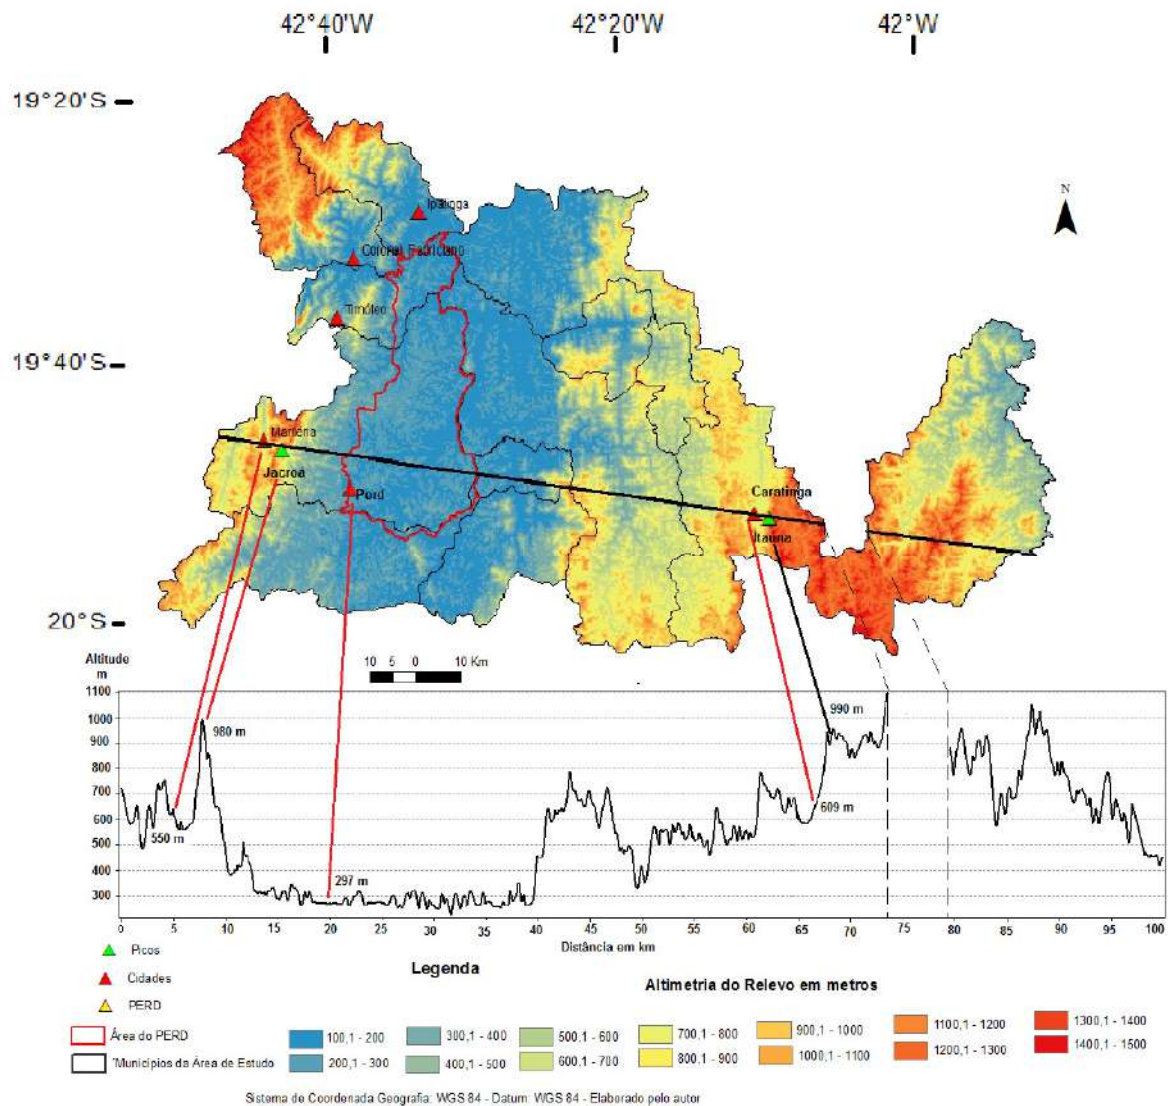 42°40'W 42°20'W 42°W
19°20'S
N
Ipatinga
Coronel Fabriciano
Timóteo
19°40'S
Marliéria
Jacroá
Perd
Caratinga
Itaúna
20°S
10 5 0 10 Km
Altitude
m
1100
1000
900
800
700
600
500
400
300
980 m
990 m
550 m
609 m
297 m
0 5 10 15 20 25 30 35 40 45 50 55 60 65 70 75 80 85 90 95 100
Distância em km
Legenda
Picos
Cidades
PERD
Área do PERD
"Municípios da Área de Estudo
Altimetria do Relevo em metros
100,1 - 200
200,1 - 300
300,1 - 400
400,1 - 500
500,1 - 600
600,1 - 700
700,1 - 800
800,1 - 900
900,1 - 1000
1000,1 - 1100
1100,1 - 1200
1200,1 - 1300
1300,1 - 1400
1400,1 - 1500
Sistema de Coordenada Geografia: WGS 84 - Datum: WGS 84 - Elaborado pelo autor